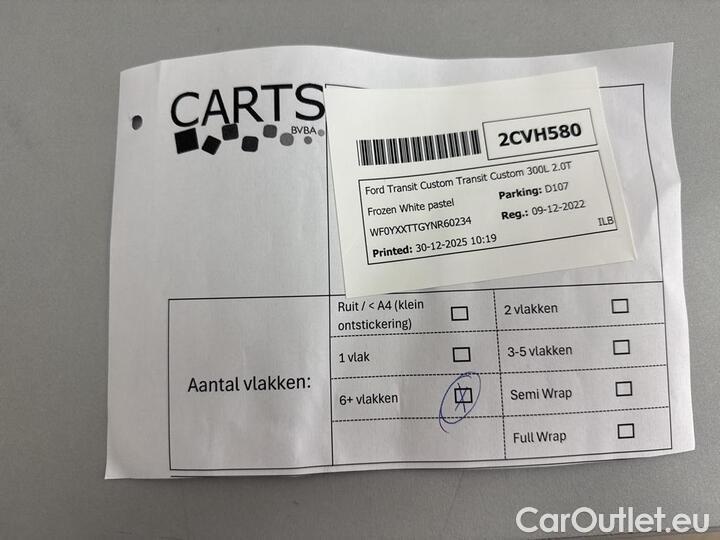 CARTS
BVBA
2CVH580
Ford Transit Custom Transit Custom 300L 2.0T
Frozen White pastel
Parking: D107
WF0YXXTTGYNR60234
Reg.: 09-12-2022
Printed: 30-12-2025 10:19
ILB
Aantal vlakken:
Ruit / < A4 (klein
ontstickering)
2 vlakken
1 vlak
3-5 vlakken
6+ vlakken
Semi Wrap
Full Wrap
CarOutlet.eu